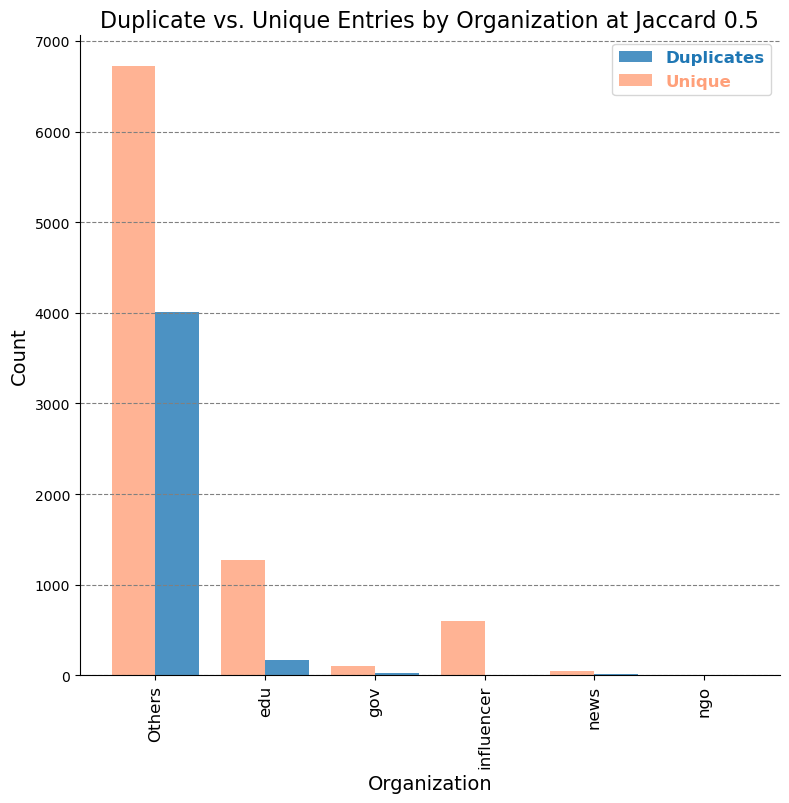 Duplicate vs. Unique Entries by Organization at Jaccard 0.5
Duplicates
Unique
7000
6000
5000
4000
3000
2000
1000
0
Count
Others
edu
gov
influencer
news
ngo
Organization